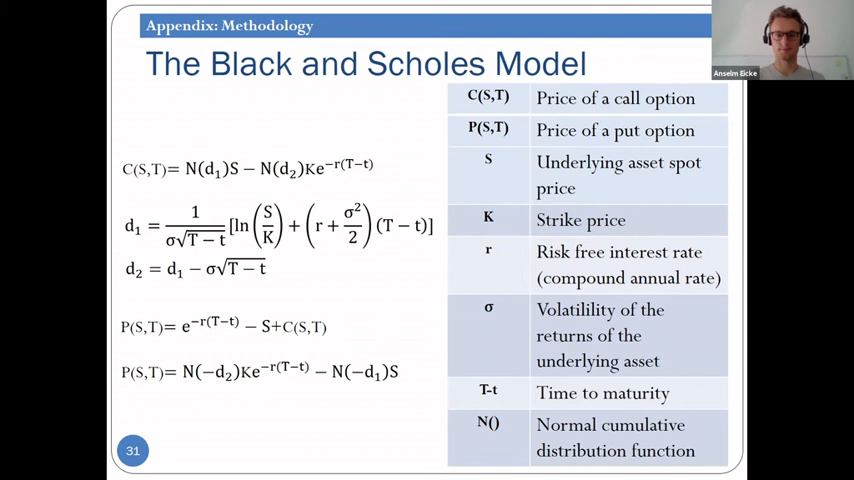 Appendix: Methodology
The Black and Scholes Model
Anselm Eicke
C(S,T)= N(d₁)S − N(d₂)Ke^−r(T−t)
d₁ = 1/(σ√(T − t)) [ln(S/K) + (r + σ²/2)(T − t)]
d₂ = d₁ − σ√(T − t)
P(S,T)= e^−r(T−t) − S+C(S,T)
P(S,T)= N(−d₂)Ke^−r(T−t) − N(−d₁)S
C(S,T) Price of a call option
P(S,T) Price of a put option
S Underlying asset spot
price
K Strike price
r Risk free interest rate
(compound annual rate)
σ Volatilility of the
returns of the
underlying asset
T-t Time to maturity
N() Normal cumulative
distribution function
31